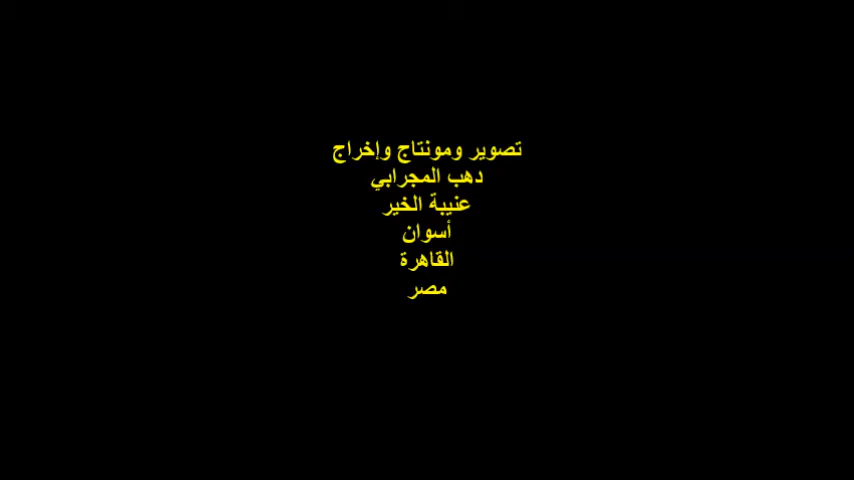 تصوير ومونتاج وإخراج
دهب المجرابي
عنيبة الخير
أسوان
القاهرة
مصر